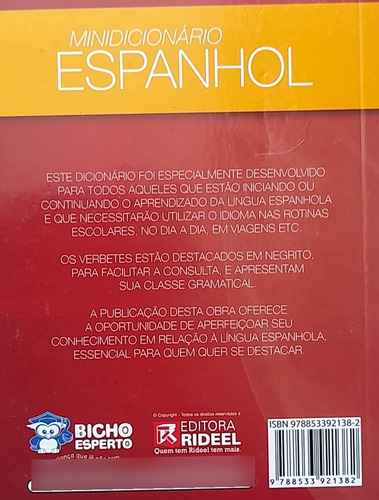 MINIDICIONÁRIO
ESPANHOL
ESTE DICIONÁRIO FOI ESPECIALMENTE DESENVOLVIDO
PARA TODOS AQUELES QUE ESTÃO INICIANDO OU
CONTINUANDO O APRENDIZADO DA LÍNGUA ESPANHOLA
E QUE NECESSITARÃO UTILIZAR O IDIOMA NAS ROTINAS
ESCOLARES, NO DIA A DIA, EM VIAGENS ETC.
OS VERBETES ESTÃO DESTACADOS EM NEGRITO,
PARA FACILITAR A CONSULTA, E APRESENTAM
SUA CLASSE GRAMATICAL.
A PUBLICAÇÃO DESTA OBRA OFERECE
A OPORTUNIDADE DE APERFEIÇOAR SEU
CONHECIMENTO EM RELAÇÃO À LÍNGUA ESPANHOLA,
ESSENCIAL PARA QUEM QUER SE DESTACAR.
BICHO
ESPERTO
© Copyright - Todos os direitos reservados à
EDITORA
RIDEEL
Quem tem Rideel tem mais.
ISBN 978853392138-2
9 788533 921382